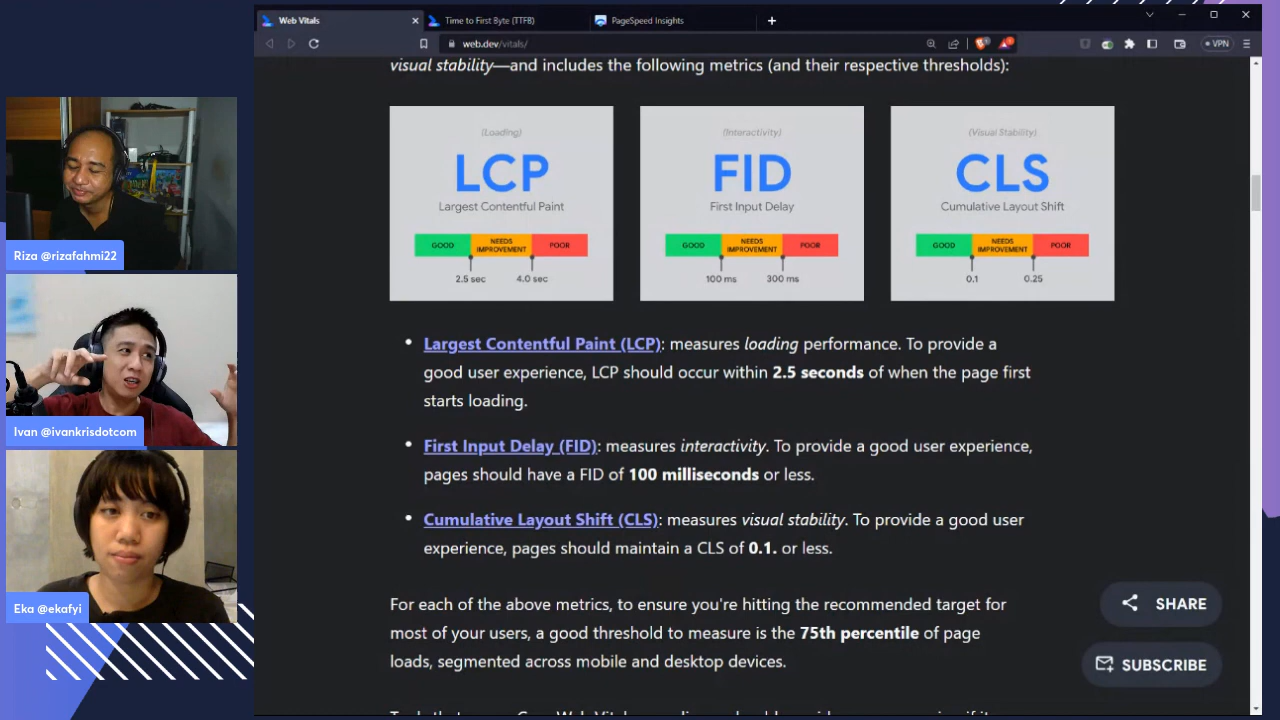 Web Vitals
Time to First Byte (TTFB)
PageSpeed Insights
web.dev/vitals/
VPN
visual stability—and includes the following metrics (and their respective thresholds):
(Loading)
LCP
Largest Contentful Paint
GOOD
NEEDS
IMPROVEMENT
POOR
2.5 sec
4.0 sec
(Interactivity)
FID
First Input Delay
GOOD
NEEDS
IMPROVEMENT
POOR
100 ms
300 ms
(Visual Stability)
CLS
Cumulative Layout Shift
GOOD
NEEDS
IMPROVEMENT
POOR
0.1
0.25
• Largest Contentful Paint (LCP): measures loading performance. To provide a
good user experience, LCP should occur within 2.5 seconds of when the page first
starts loading.
• First Input Delay (FID): measures interactivity. To provide a good user experience,
pages should have a FID of 100 milliseconds or less.
• Cumulative Layout Shift (CLS): measures visual stability. To provide a good user
experience, pages should maintain a CLS of 0.1. or less.
For each of the above metrics, to ensure you're hitting the recommended target for
most of your users, a good threshold to measure is the 75th percentile of page
loads, segmented across mobile and desktop devices.
SHARE
SUBSCRIBE
Riza @rizafahmi22
Ivan @ivankrisdotcom
Eka @ekafyi